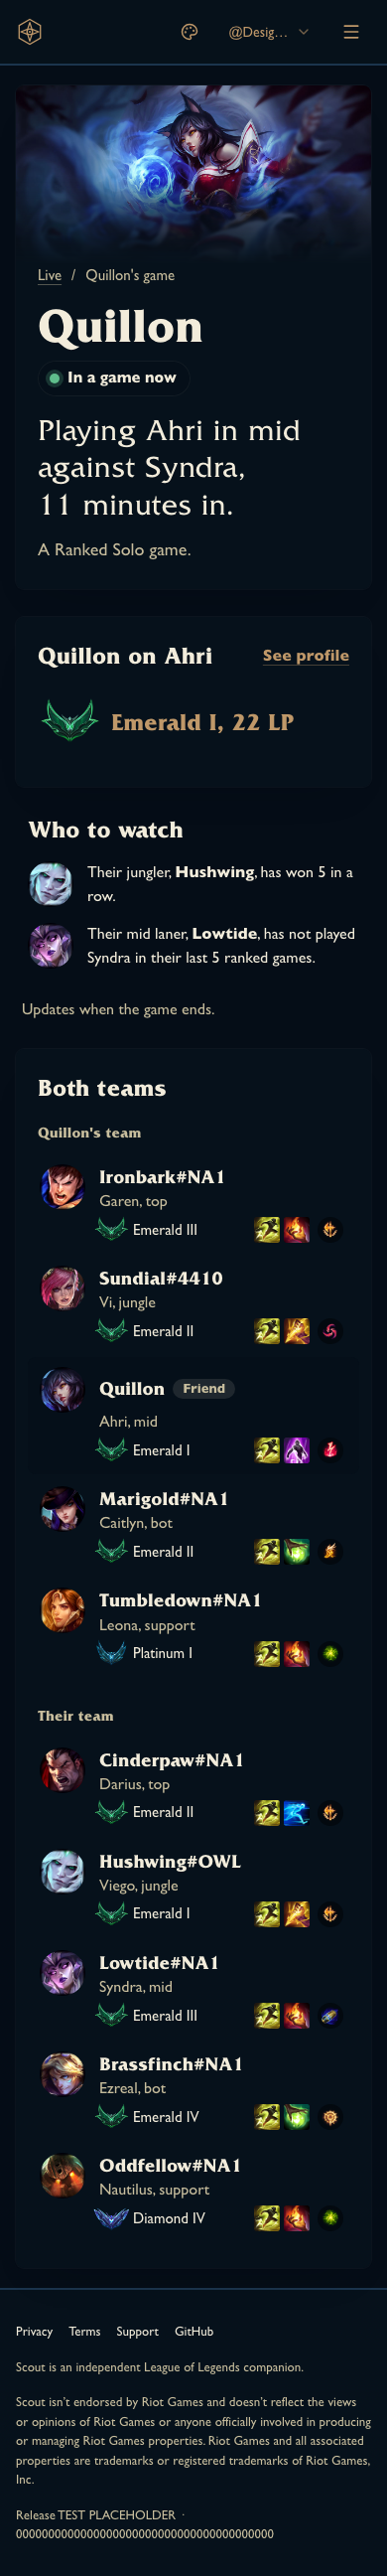 @Desig...
Live / Quillon's game
Quillon
In a game now
Playing Ahri in mid
against Syndra,
11 minutes in.
A Ranked Solo game.
Quillon on Ahri
See profile
Emerald I, 22 LP
Who to watch
Their jungler, Hushwing, has won 5 in a
row.
Their mid laner, Lowtide, has not played
Syndra in their last 5 ranked games.
Updates when the game ends.
Both teams
Quillon's team
Ironbark#NA1
Garen, top
Emerald III
Sundial#4410
Vi, jungle
Emerald II
Quillon Friend
Ahri, mid
Emerald I
Marigold#NA1
Caitlyn, bot
Emerald II
Tumbledown#NA1
Leona, support
Platinum I
Their team
Cinderpaw#NA1
Darius, top
Emerald II
Hushwing#OWL
Viego, jungle
Emerald I
Lowtide#NA1
Syndra, mid
Emerald III
Brassfinch#NA1
Ezreal, bot
Emerald IV
Oddfellow#NA1
Nautilus, support
Diamond IV
Privacy Terms Support GitHub
Scout is an independent League of Legends companion.
Scout isn't endorsed by Riot Games and doesn't reflect the views
or opinions of Riot Games or anyone officially involved in producing
or managing Riot Games properties. Riot Games and all associated
properties are trademarks or registered trademarks of Riot Games,
Inc.
Release TEST PLACEHOLDER ·
0000000000000000000000000000000000000000